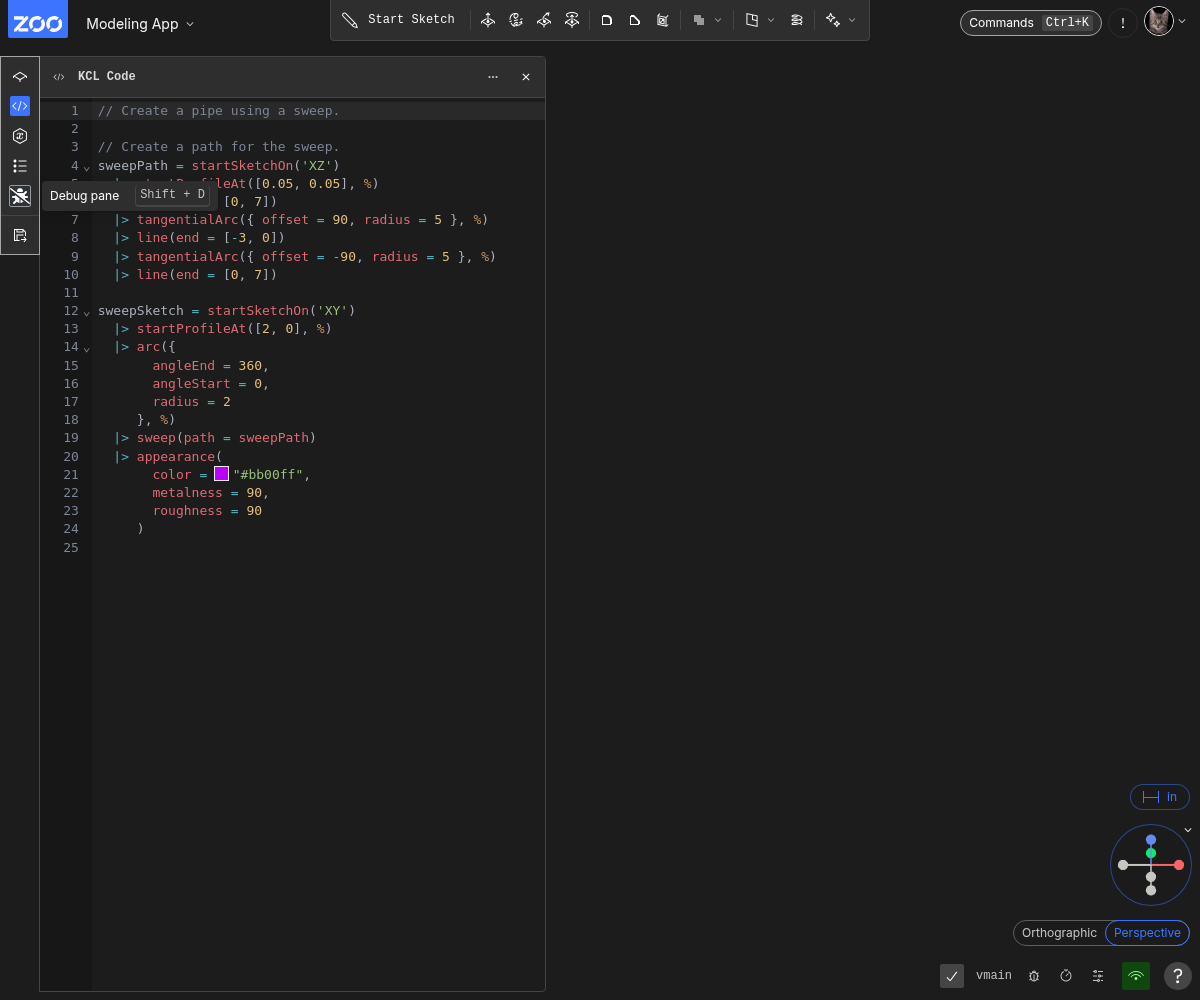 ZOO
Modeling App
Start Sketch
Commands Ctrl+K
!
KCL Code
1 // Create a pipe using a sweep.
2
3 // Create a path for the sweep.
4 sweepPath = startSketchOn('XZ')
At([0.05, 0.05], %)
Debug pane Shift + D
[0, 7])
7 |> tangentialArc({ offset = 90, radius = 5 }, %)
8 |> line(end = [-3, 0])
9 |> tangentialArc({ offset = -90, radius = 5 }, %)
10 |> line(end = [0, 7])
11
12 sweepSketch = startSketchOn('XY')
13 |> startProfileAt([2, 0], %)
14 |> arc({
15 angleEnd = 360,
16 angleStart = 0,
17 radius = 2
18 }, %)
19 |> sweep(path = sweepPath)
20 |> appearance(
21 color = "#bb00ff",
22 metalness = 90,
23 roughness = 90
24 )
25
in
Orthographic Perspective
vmain
?